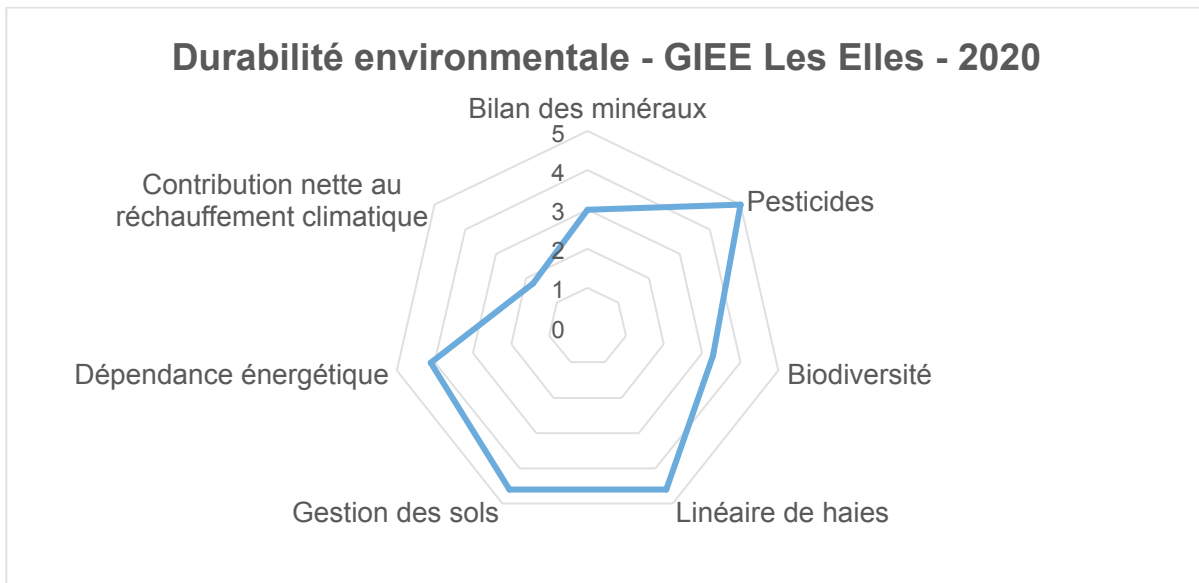 Durabilité environmentale - GIEE Les Elles - 2020
Bilan des minéraux
5
4
3
2
1
0
Pesticides
Biodiversité
Linéaire de haies
Gestion des sols
Dépendance énergétique
Contribution nette au
réchauffement climatique